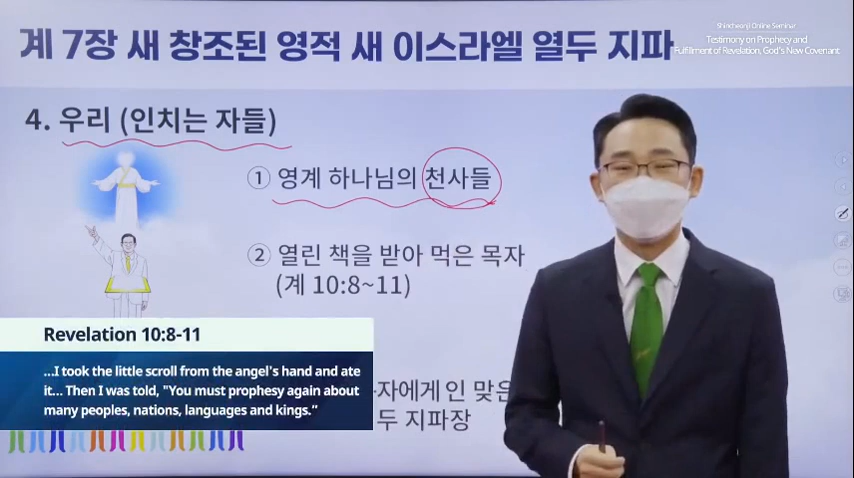 계 7장 새 창조된 영적 새 이스라엘 열두 지파
Shincheonji Online Seminar
Testimony on Prophecy and
Fulfillment of Revelation, God's New Covenant
4. 우리 (인치는 자들)
① 영계 하나님의 천사들
② 열린 책을 받아 먹은 목자
(계 10:8~11)
Revelation 10:8-11
...I took the little scroll from the angel's hand and ate
it... Then I was told, "You must prophesy again about
many peoples, nations, languages and kings."
자에게 인 맞은
두 지파장